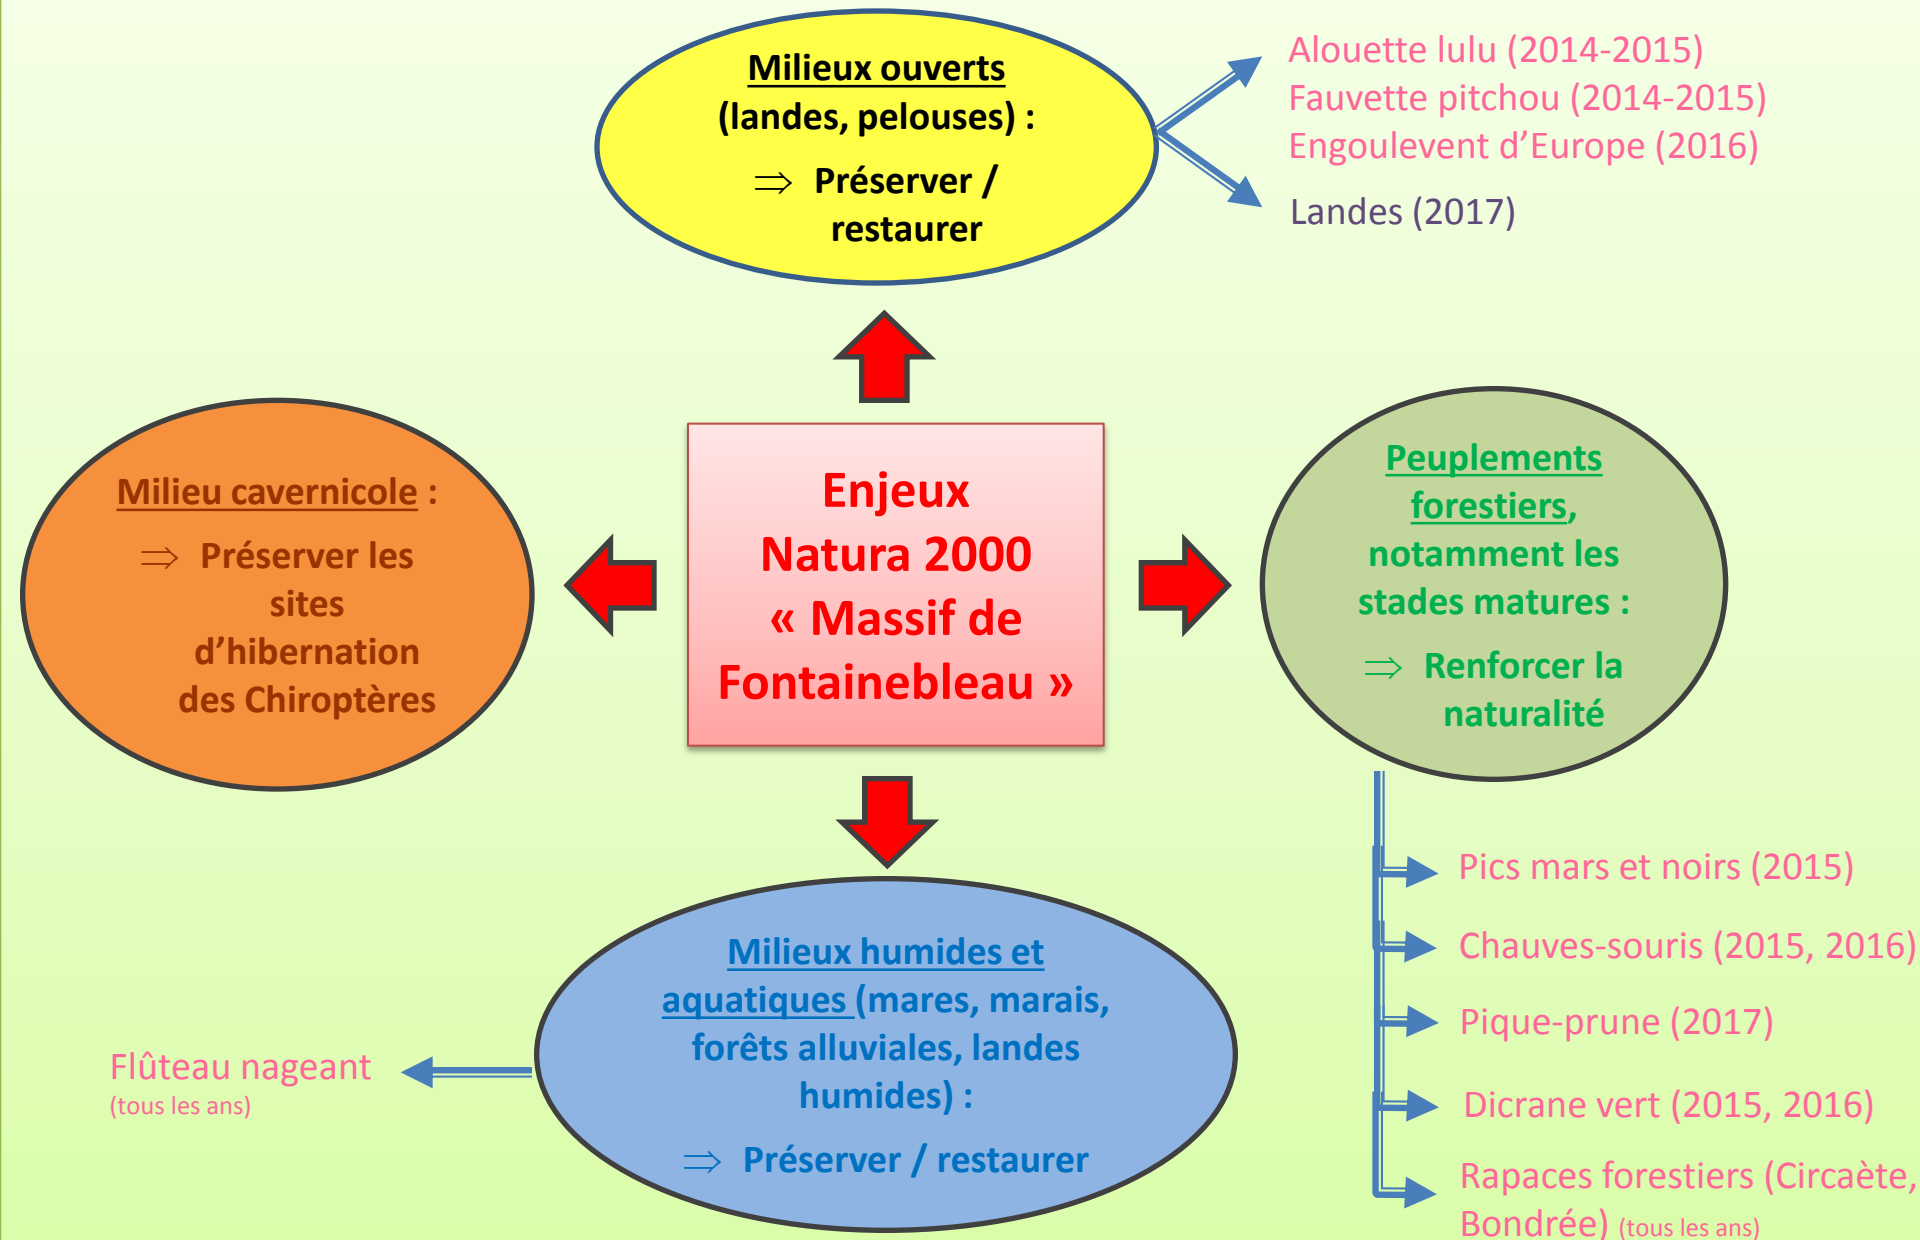 Milieux ouverts
(landes, pelouses) :
⇒ Préserver /
restaurer
Alouette lulu (2014-2015)
Fauvette pitchou (2014-2015)
Engoulevent d’Europe (2016)
Landes (2017)
Milieu cavernicole :
⇒ Préserver les
sites
d’hibernation
des Chiroptères
Enjeux
Natura 2000
« Massif de
Fontainebleau »
Peuplements
forestiers,
notamment les
stades matures :
⇒ Renforcer la
naturalité
Pics mars et noirs (2015)
Chauves-souris (2015, 2016)
Pique-prune (2017)
Dicrane vert (2015, 2016)
Rapaces forestiers (Circaète,
Bondrée) (tous les ans)
Milieux humides et
aquatiques (mares, marais,
forêts alluviales, landes
humides) :
⇒ Préserver / restaurer
Flûteau nageant
(tous les ans)